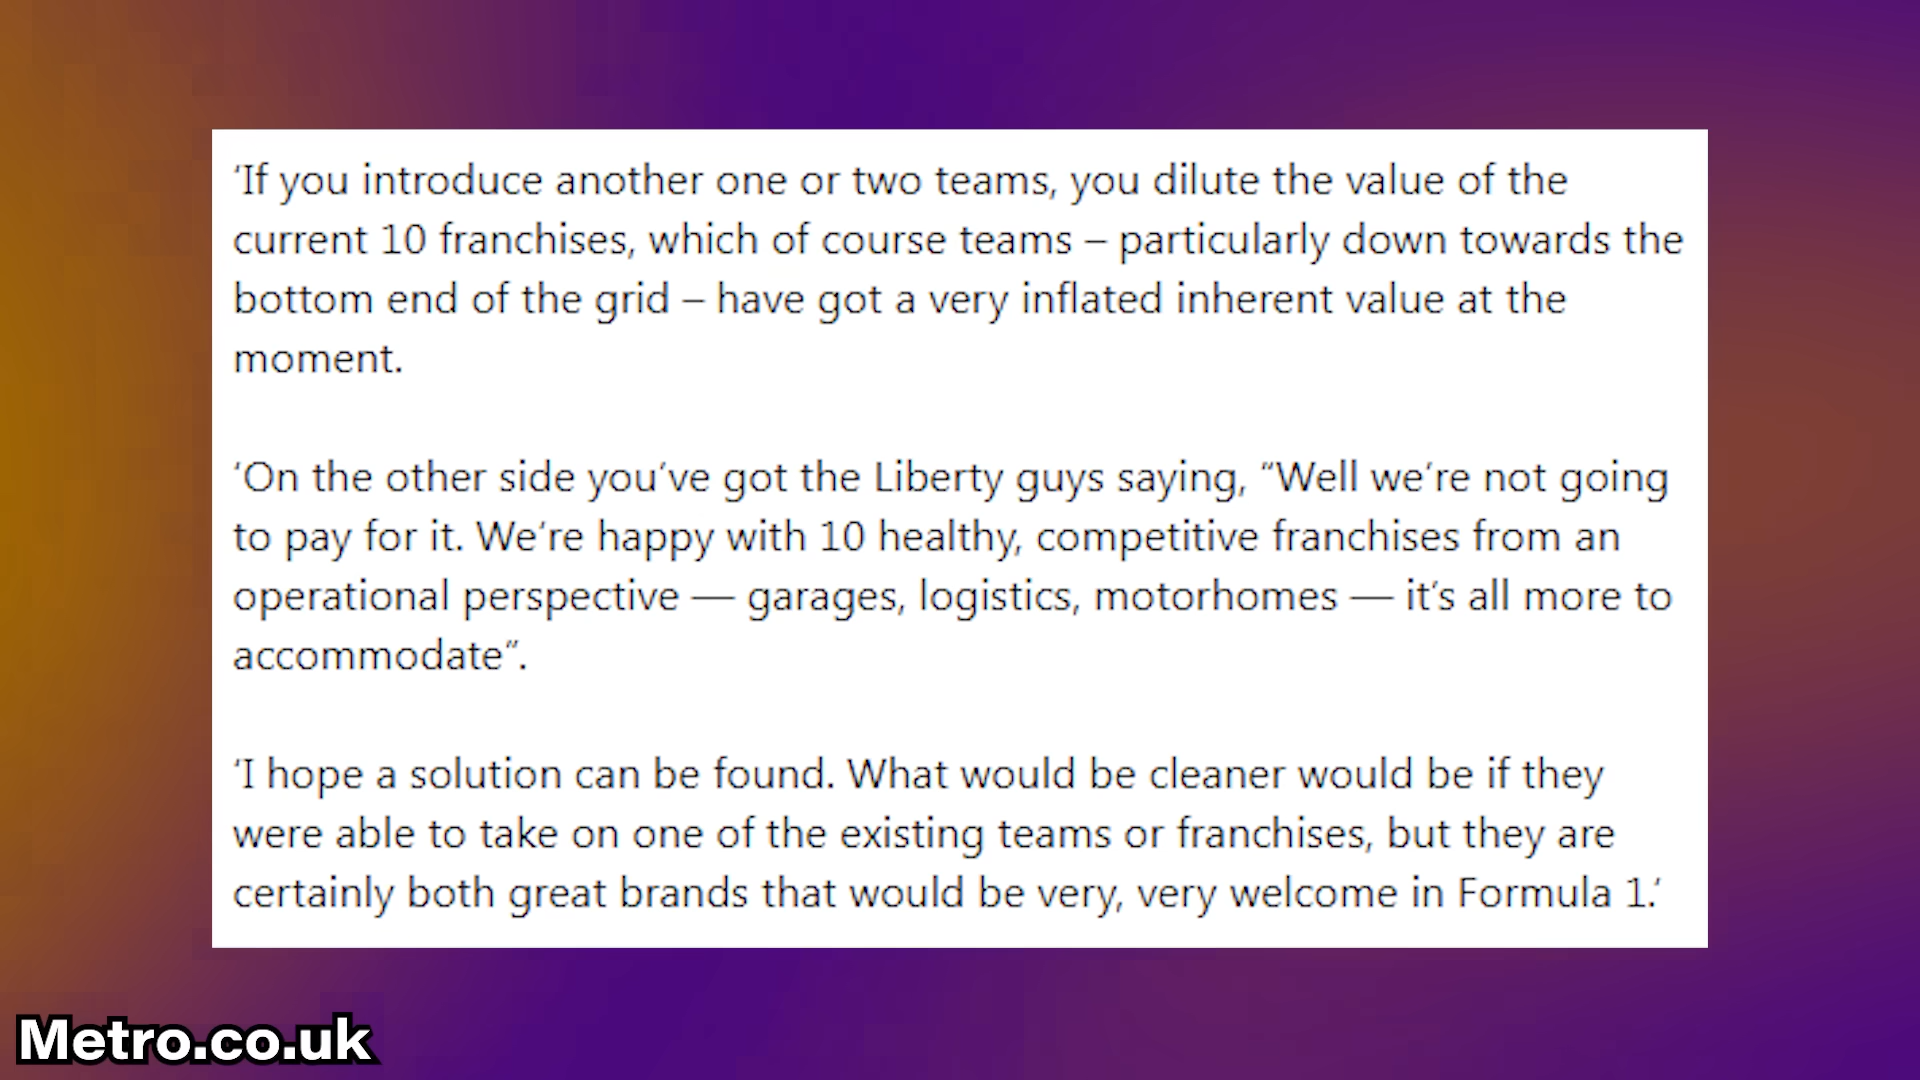 ‘If you introduce another one or two teams, you dilute the value of the
current 10 franchises, which of course teams – particularly down towards the
bottom end of the grid – have got a very inflated inherent value at the
moment.
‘On the other side you’ve got the Liberty guys saying, “Well we’re not going
to pay for it. We’re happy with 10 healthy, competitive franchises from an
operational perspective — garages, logistics, motorhomes — it’s all more to
accommodate”.
‘I hope a solution can be found. What would be cleaner would be if they
were able to take on one of the existing teams or franchises, but they are
certainly both great brands that would be very, very welcome in Formula 1.’
Metro.co.uk